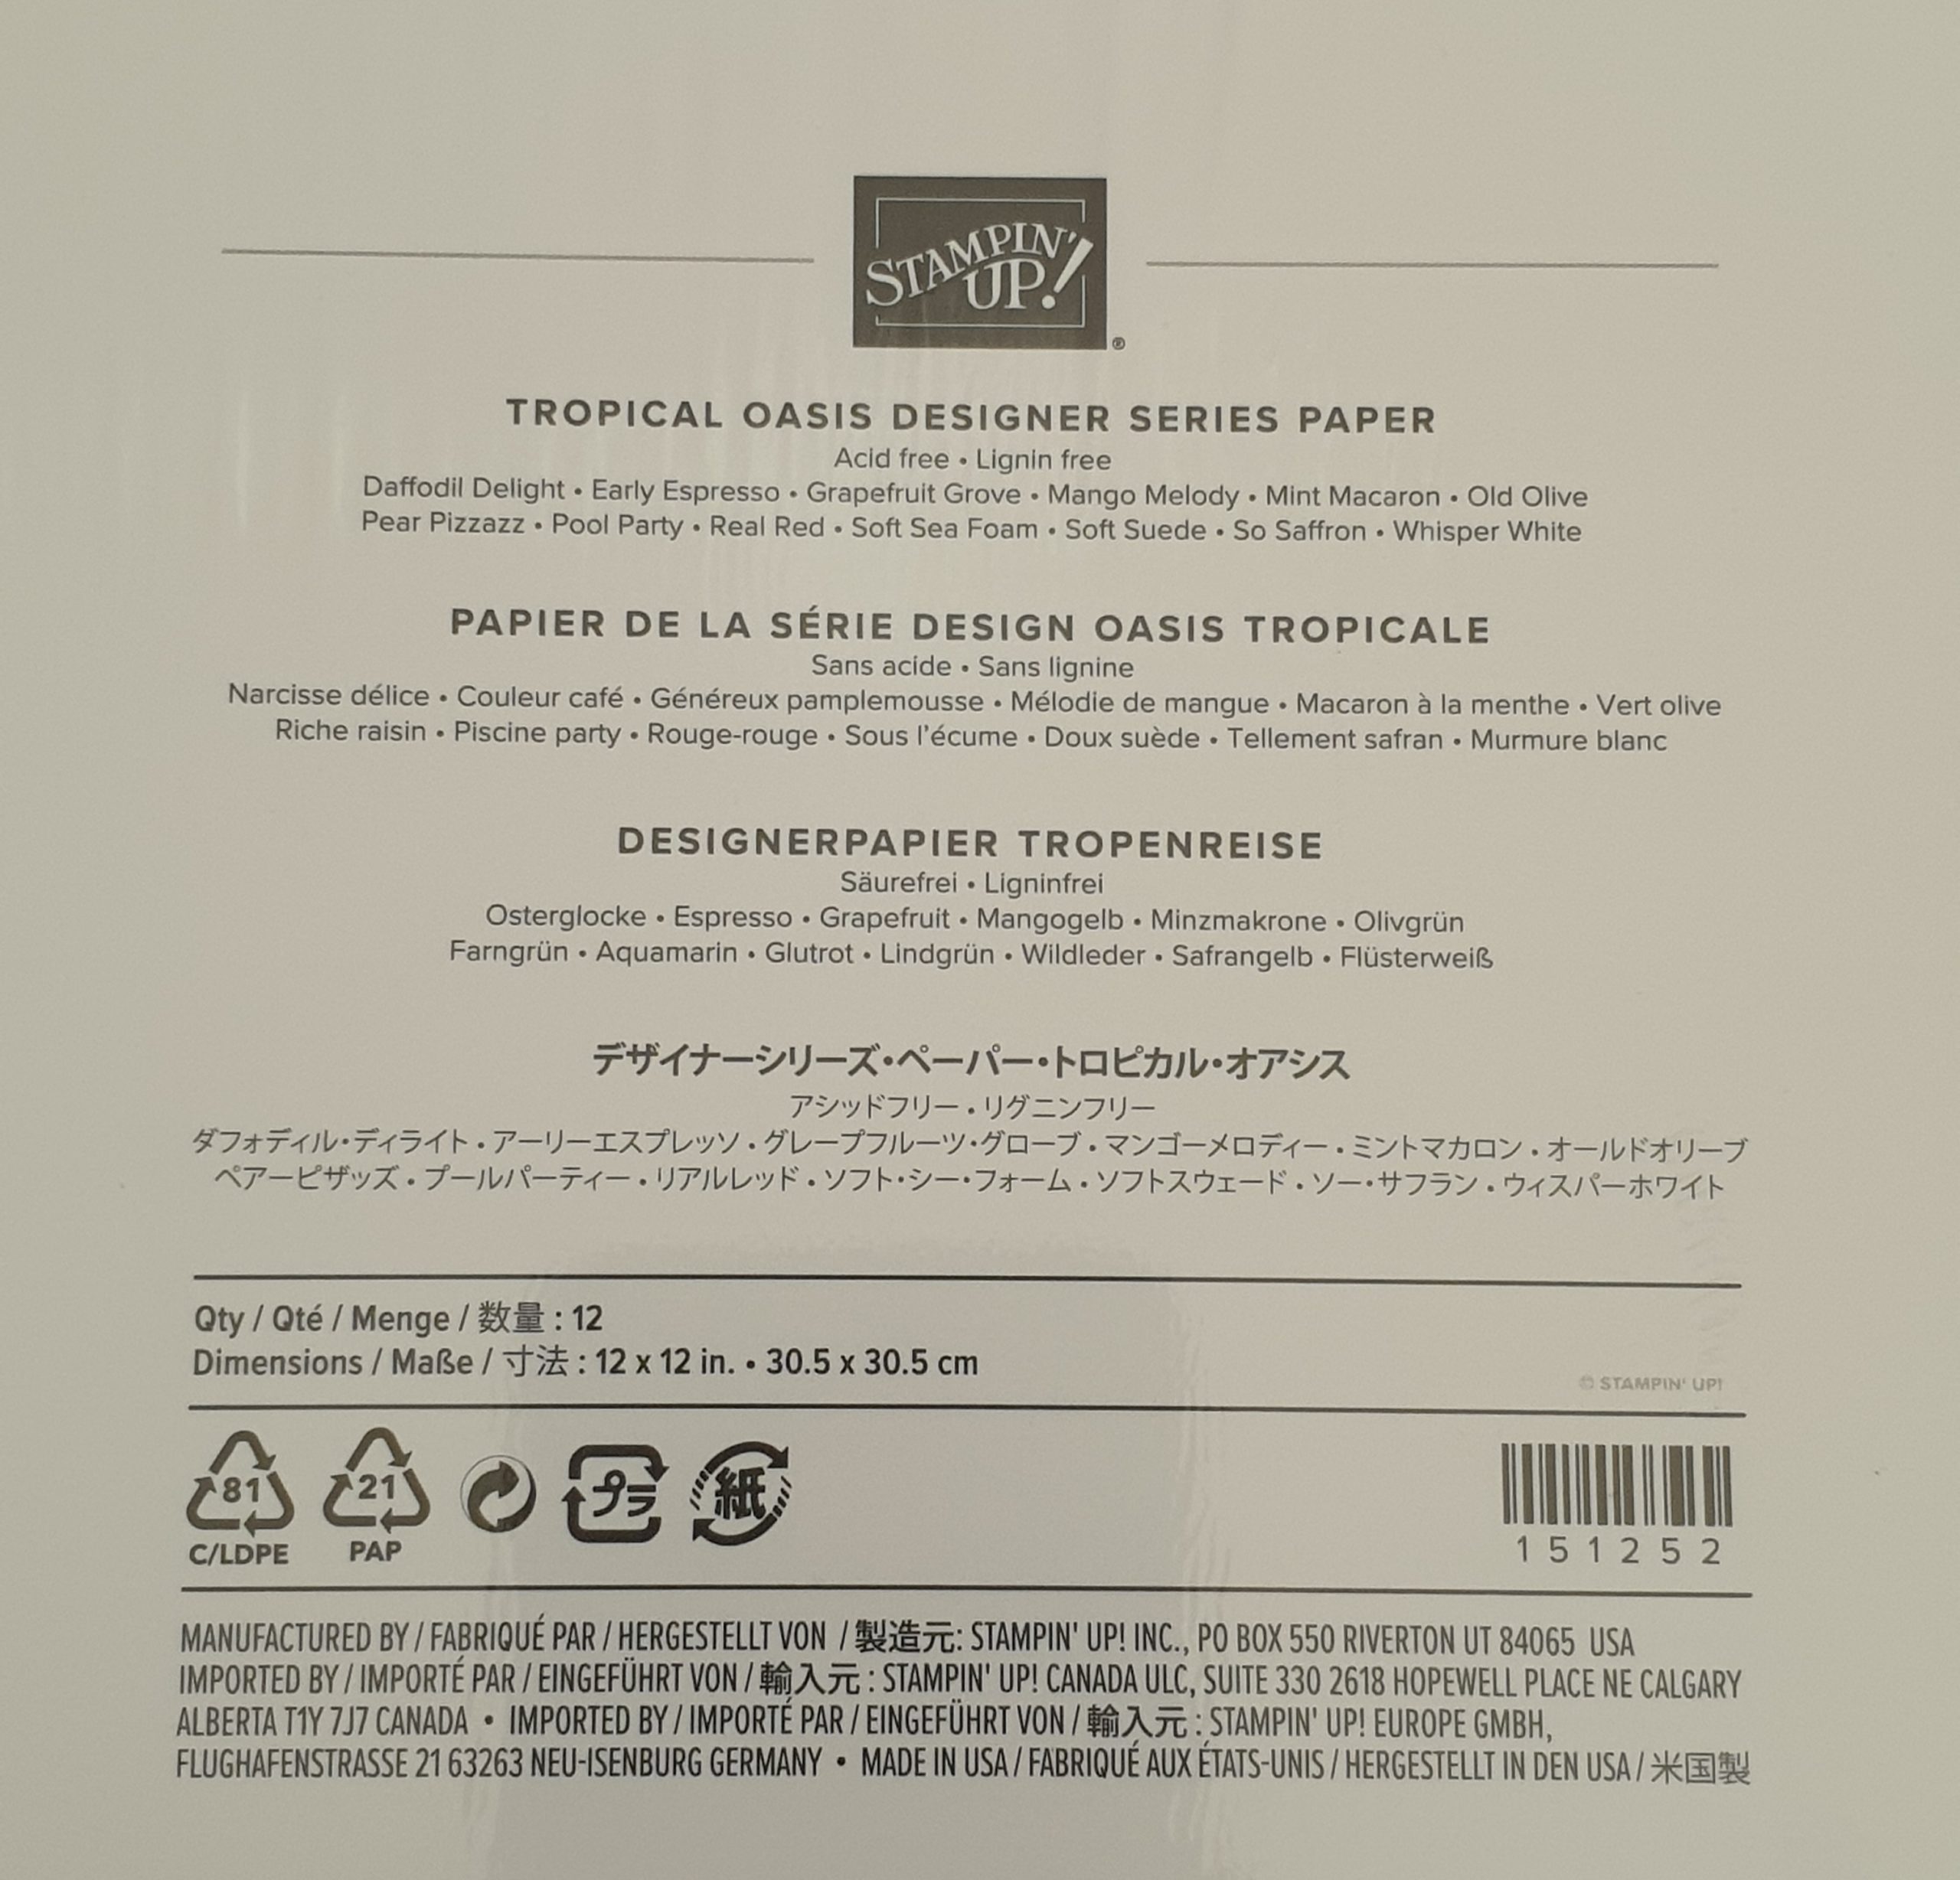 STAMPIN' UP! ®
TROPICAL OASIS DESIGNER SERIES PAPER
Acid free • Lignin free
Daffodil Delight • Early Espresso • Grapefruit Grove • Mango Melody • Mint Macaron • Old Olive
Pear Pizzazz • Pool Party • Real Red • Soft Sea Foam • Soft Suede • So Saffron • Whisper White
PAPIER DE LA SÉRIE DESIGN OASIS TROPICALE
Sans acide • Sans lignine
Narcisse délice • Couleur café • Généreux pamplemousse • Mélodie de mangue • Macaron à la menthe • Vert olive
Riche raisin • Piscine party • Rouge-rouge • Sous l'écume • Doux suède • Tellement safran • Murmure blanc
DESIGNERPAPIER TROPENREISE
Säurefrei • Ligninfrei
Osterglocke • Espresso • Grapefruit • Mangogelb • Minzmakrone • Olivgrün
Farngrün • Aquamarin • Glutrot • Lindgrün • Wildleder • Safrangelb • Flüsterweiß
デザイナーシリーズ・ペーパー・トロピカル・オアシス
アシッドフリー・リグニンフリー
ダフォディル・ディライト・アーリーエスプレッソ・グレープフルーツ・グローブ・マンゴーメロディー・ミントマカロン・オールドオリーブ
ペアーピザッズ・プールパーティー・リアルレッド・ソフト・シー・フォーム・ソフトスウェード・ソー・サフラン・ウィスパーホワイト
Qty / Qté / Menge / 数量 : 12
Dimensions / Maße / 寸法 : 12 x 12 in. • 30.5 x 30.5 cm
© STAMPIN' UP!
81 21 プラ 紙
C/LDPE PAP
151252
MANUFACTURED BY / FABRIQUÉ PAR / HERGESTELLT VON / 製造元: STAMPIN' UP! INC., PO BOX 550 RIVERTON UT 84065 USA
IMPORTED BY / IMPORTÉ PAR / EINGEFÜHRT VON / 輸入元 : STAMPIN' UP! CANADA ULC, SUITE 330 2618 HOPEWELL PLACE NE CALGARY
ALBERTA T1Y 7J7 CANADA • IMPORTED BY / IMPORTÉ PAR / EINGEFÜHRT VON / 輸入元 : STAMPIN' UP! EUROPE GMBH,
FLUGHAFENSTRASSE 21 63263 NEU-ISENBURG GERMANY • MADE IN USA / FABRIQUÉ AUX ÉTATS-UNIS / HERGESTELLT IN DEN USA / 米国製